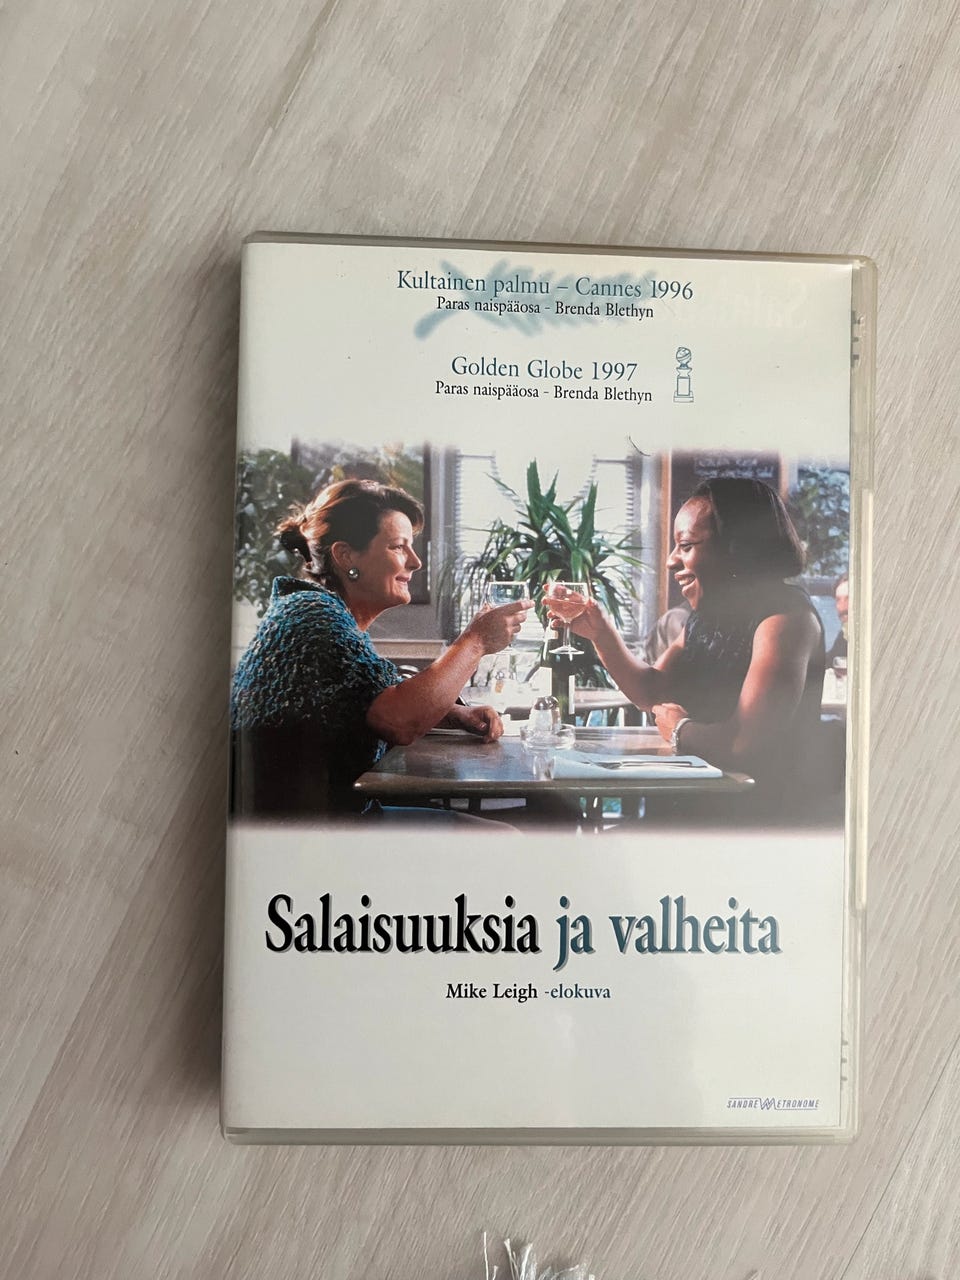 Kultainen palmu – Cannes 1996
Paras naispääosa - Brenda Blethyn
Golden Globe 1997
Paras naispääosa - Brenda Blethyn
Salaisuuksia ja valheita
Mike Leigh -elokuva
SANDREW METRONOME